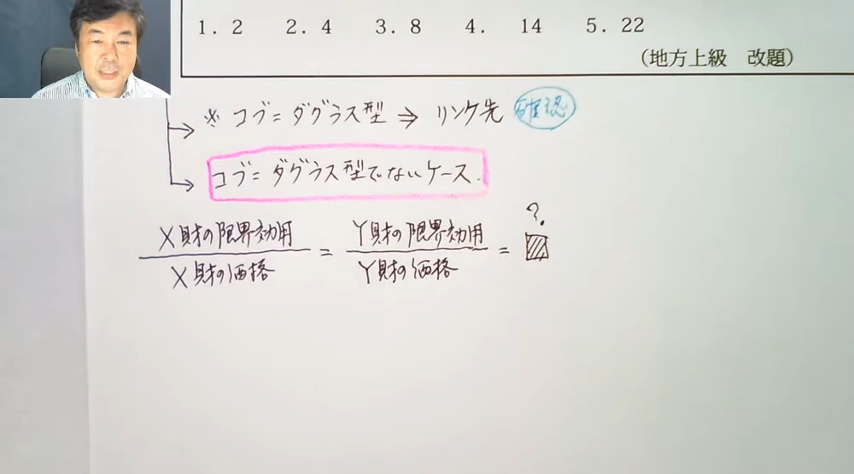 1. 2　2. 4　3. 8　4. 14　5. 22
(地方上級　改題)
※ コブ=ダグラス型 ⇒ リンク先 確認
コブ=ダグラス型でないケース.
X財の限界効用 / X財の価格 = Y財の限界効用 / Y財の価格 = ?